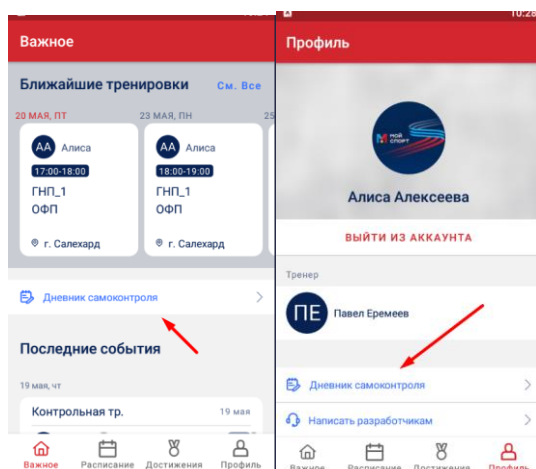 Важное
Ближайшие тренировки См. Все
20 МАЯ, ПТ 23 МАЯ, ПН 25
АА Алиса
17:00-18:00
ГНП_1
ОФП
г. Салехард
АА Алиса
18:00-19:00
ГНП_1
ОФП
г. Салехард
Дневник самоконтроля
Последние события
19 мая, чт
Контрольная тр. 19 мая
Важное Расписание Достижения Профиль
10:28
Профиль
МОЙ СПОРТ
Алиса Алексеева
ВЫЙТИ ИЗ АККАУНТА
Тренер
ПЕ Павел Еремеев
Дневник самоконтроля
Написать разработчикам
Важное Расписание Достижения Профиль